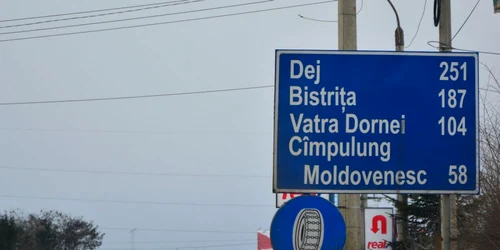 Dej 251
Bistrița 187
Vatra Dornei 104
Cîmpulung
Moldovenesc 58
real